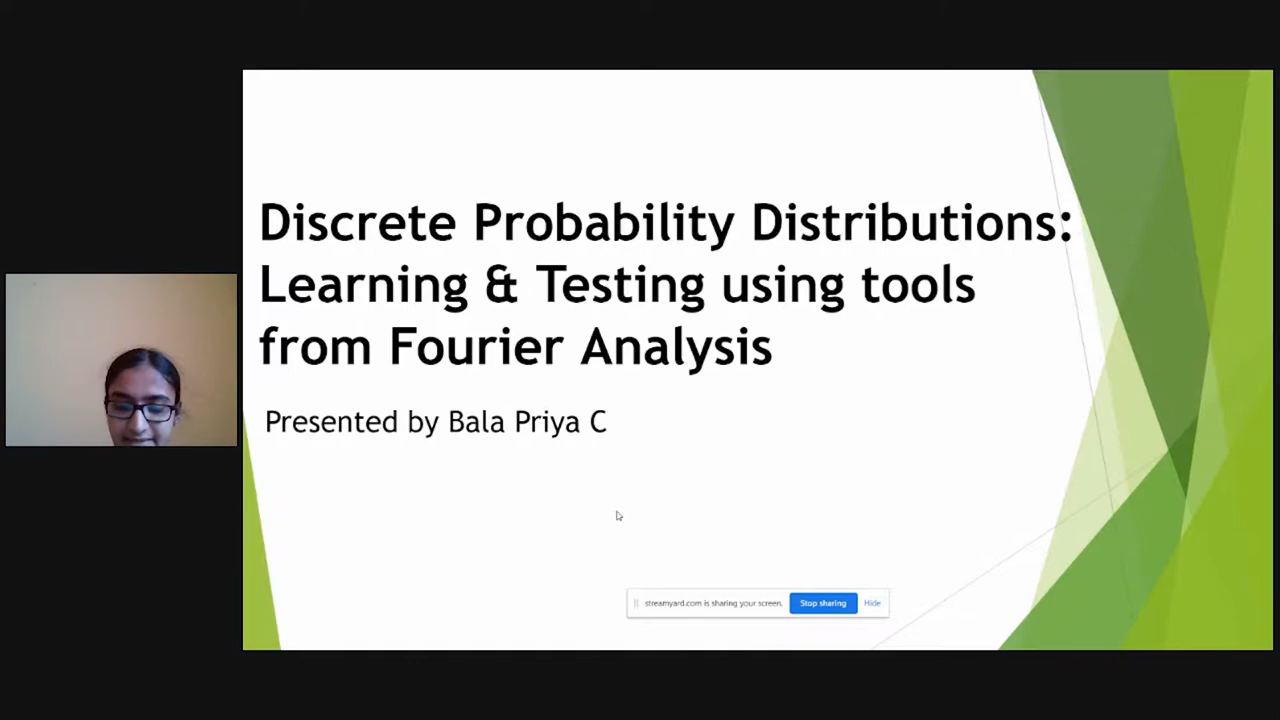 Discrete Probability Distributions:
Learning & Testing using tools
from Fourier Analysis
Presented by Bala Priya C
streamyard.com is sharing your screen.
Stop sharing
Hide